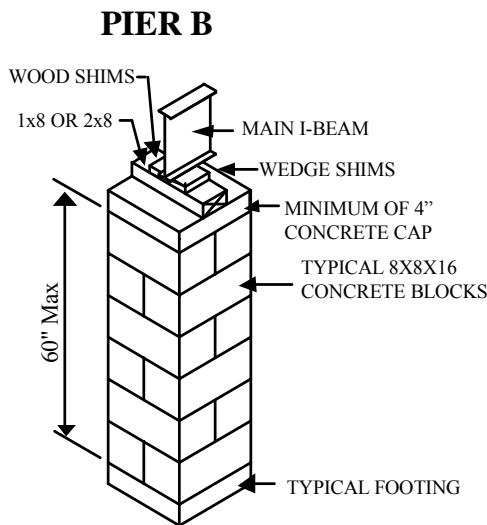 PIER B
WOOD SHIMS
1x8 OR 2x8
MAIN I-BEAM
WEDGE SHIMS
MINIMUM OF 4”
CONCRETE CAP
TYPICAL 8X8X16
CONCRETE BLOCKS
60" Max
TYPICAL FOOTING